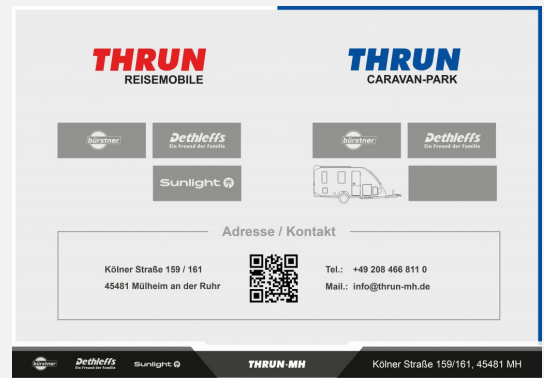 THRUN
REISEMOBILE
THRUN
CARAVAN-PARK
bürstner
Dethleffs
Ein Freund der Familie
bürstner
Dethleffs
Ein Freund der Familie
Sunlight
Adresse / Kontakt
Kölner Straße 159 / 161
45481 Mülheim an der Ruhr
Tel.: +49 208 466 811 0
Mail.: info@thrun-mh.de
bürstner
Dethleffs
Ein Freund der Familie
Sunlight
THRUN-MH
Kölner Straße 159/161, 45481 MH